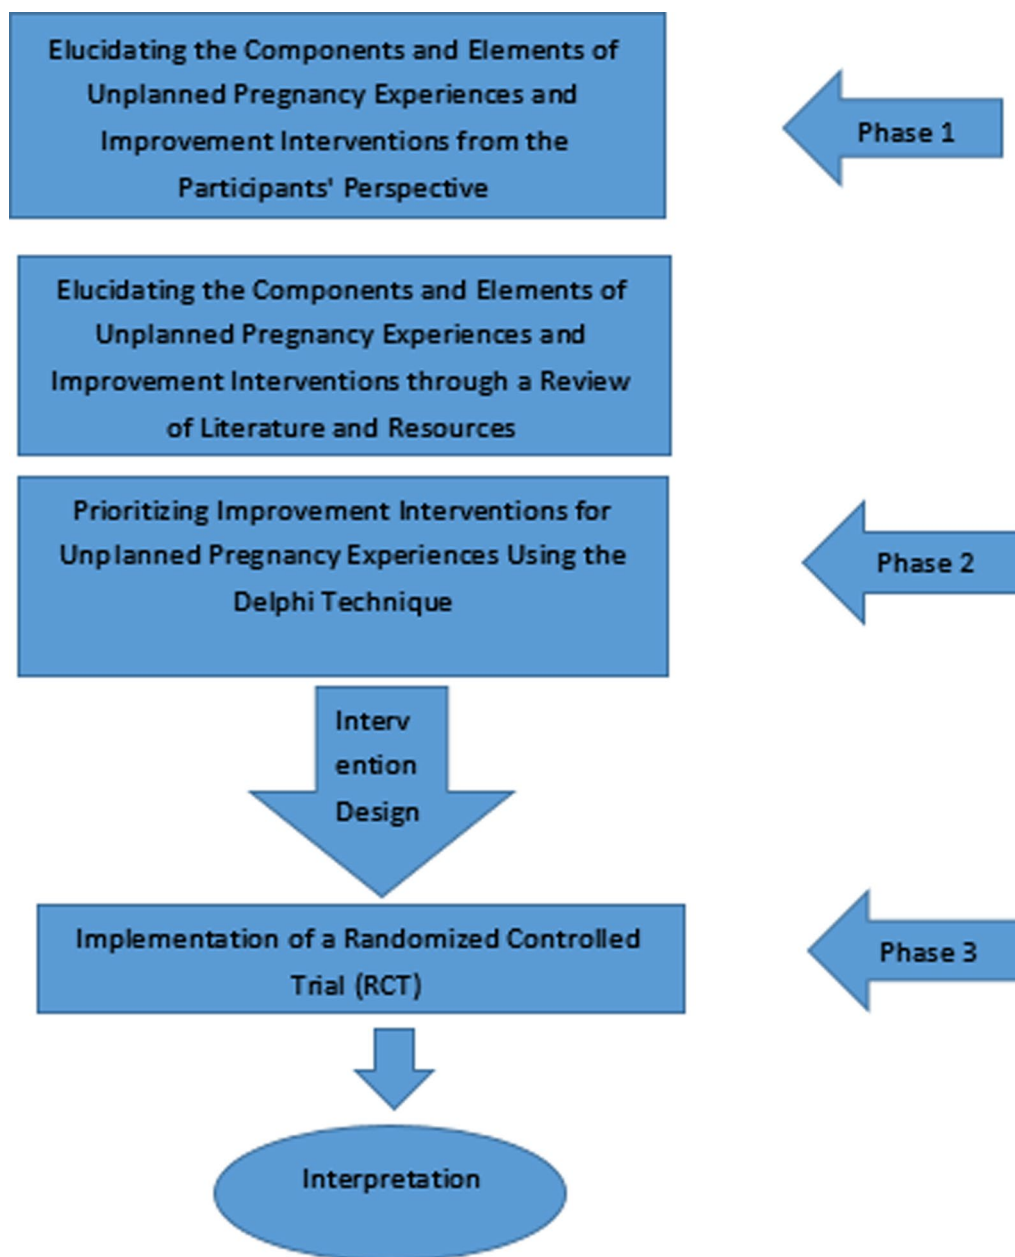 Elucidating the Components and Elements of
Unplanned Pregnancy Experiences and
Improvement Interventions from the
Participants' Perspective
Phase 1
Elucidating the Components and Elements of
Unplanned Pregnancy Experiences and
Improvement Interventions through a Review
of Literature and Resources
Prioritizing Improvement Interventions for
Unplanned Pregnancy Experiences Using the
Delphi Technique
Phase 2
Interv
ention
Design
Implementation of a Randomized Controlled
Trial (RCT)
Phase 3
Interpretation